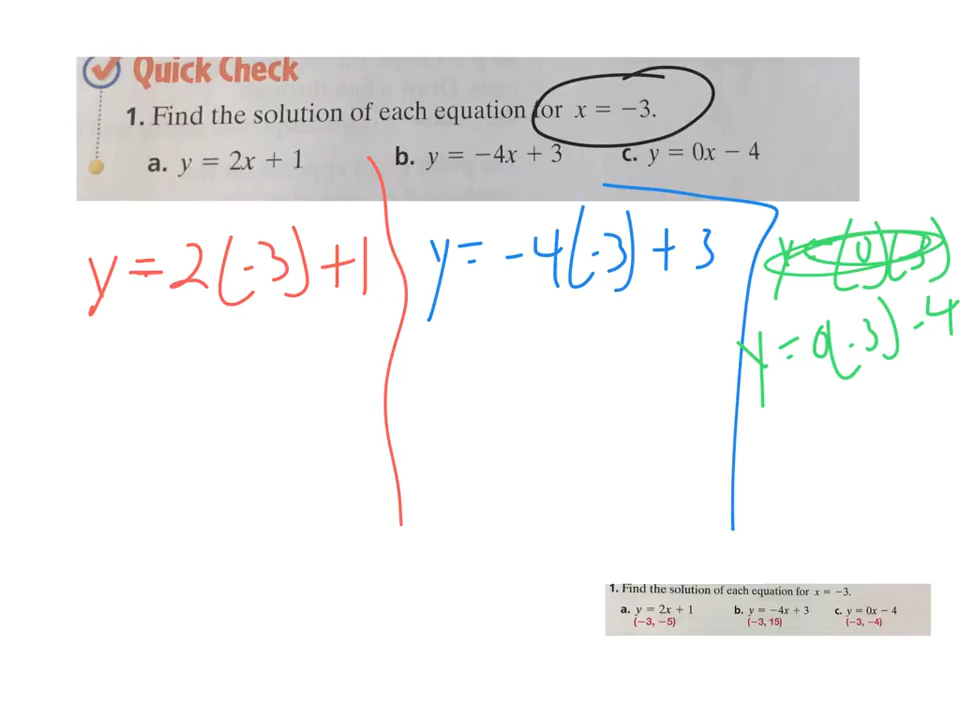 Quick Check
1. Find the solution of each equation for x = −3.
a. y = 2x + 1 b. y = −4x + 3 c. y = 0x − 4
y = 2(-3)+1 y = -4(-3)+3
y = 0(-3)-4
1. Find the solution of each equation for x = −3.
a. y = 2x + 1 b. y = −4x + 3 c. y = 0x − 4
(−3, −5) (−3, 15) (−3, −4)